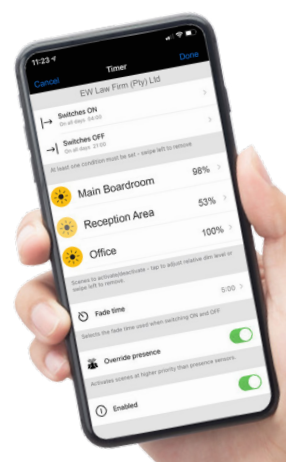 11:23
Cancel
Timer
Done
EW Law Firm (Pty) Ltd
Switches ON
On all days 04:00
Switches OFF
On all days 21:00
At least one condition must be set - swipe left to remove
Main Boardroom 98%
Reception Area 53%
Office 100%
Scenes to activate/deactivate - tap to adjust relative dim level or
swipe left to remove.
Fade time 5:00
Selects the fade time used when switching ON and OFF
Override presence
Activates scenes at higher priority than presence sensors.
Enabled